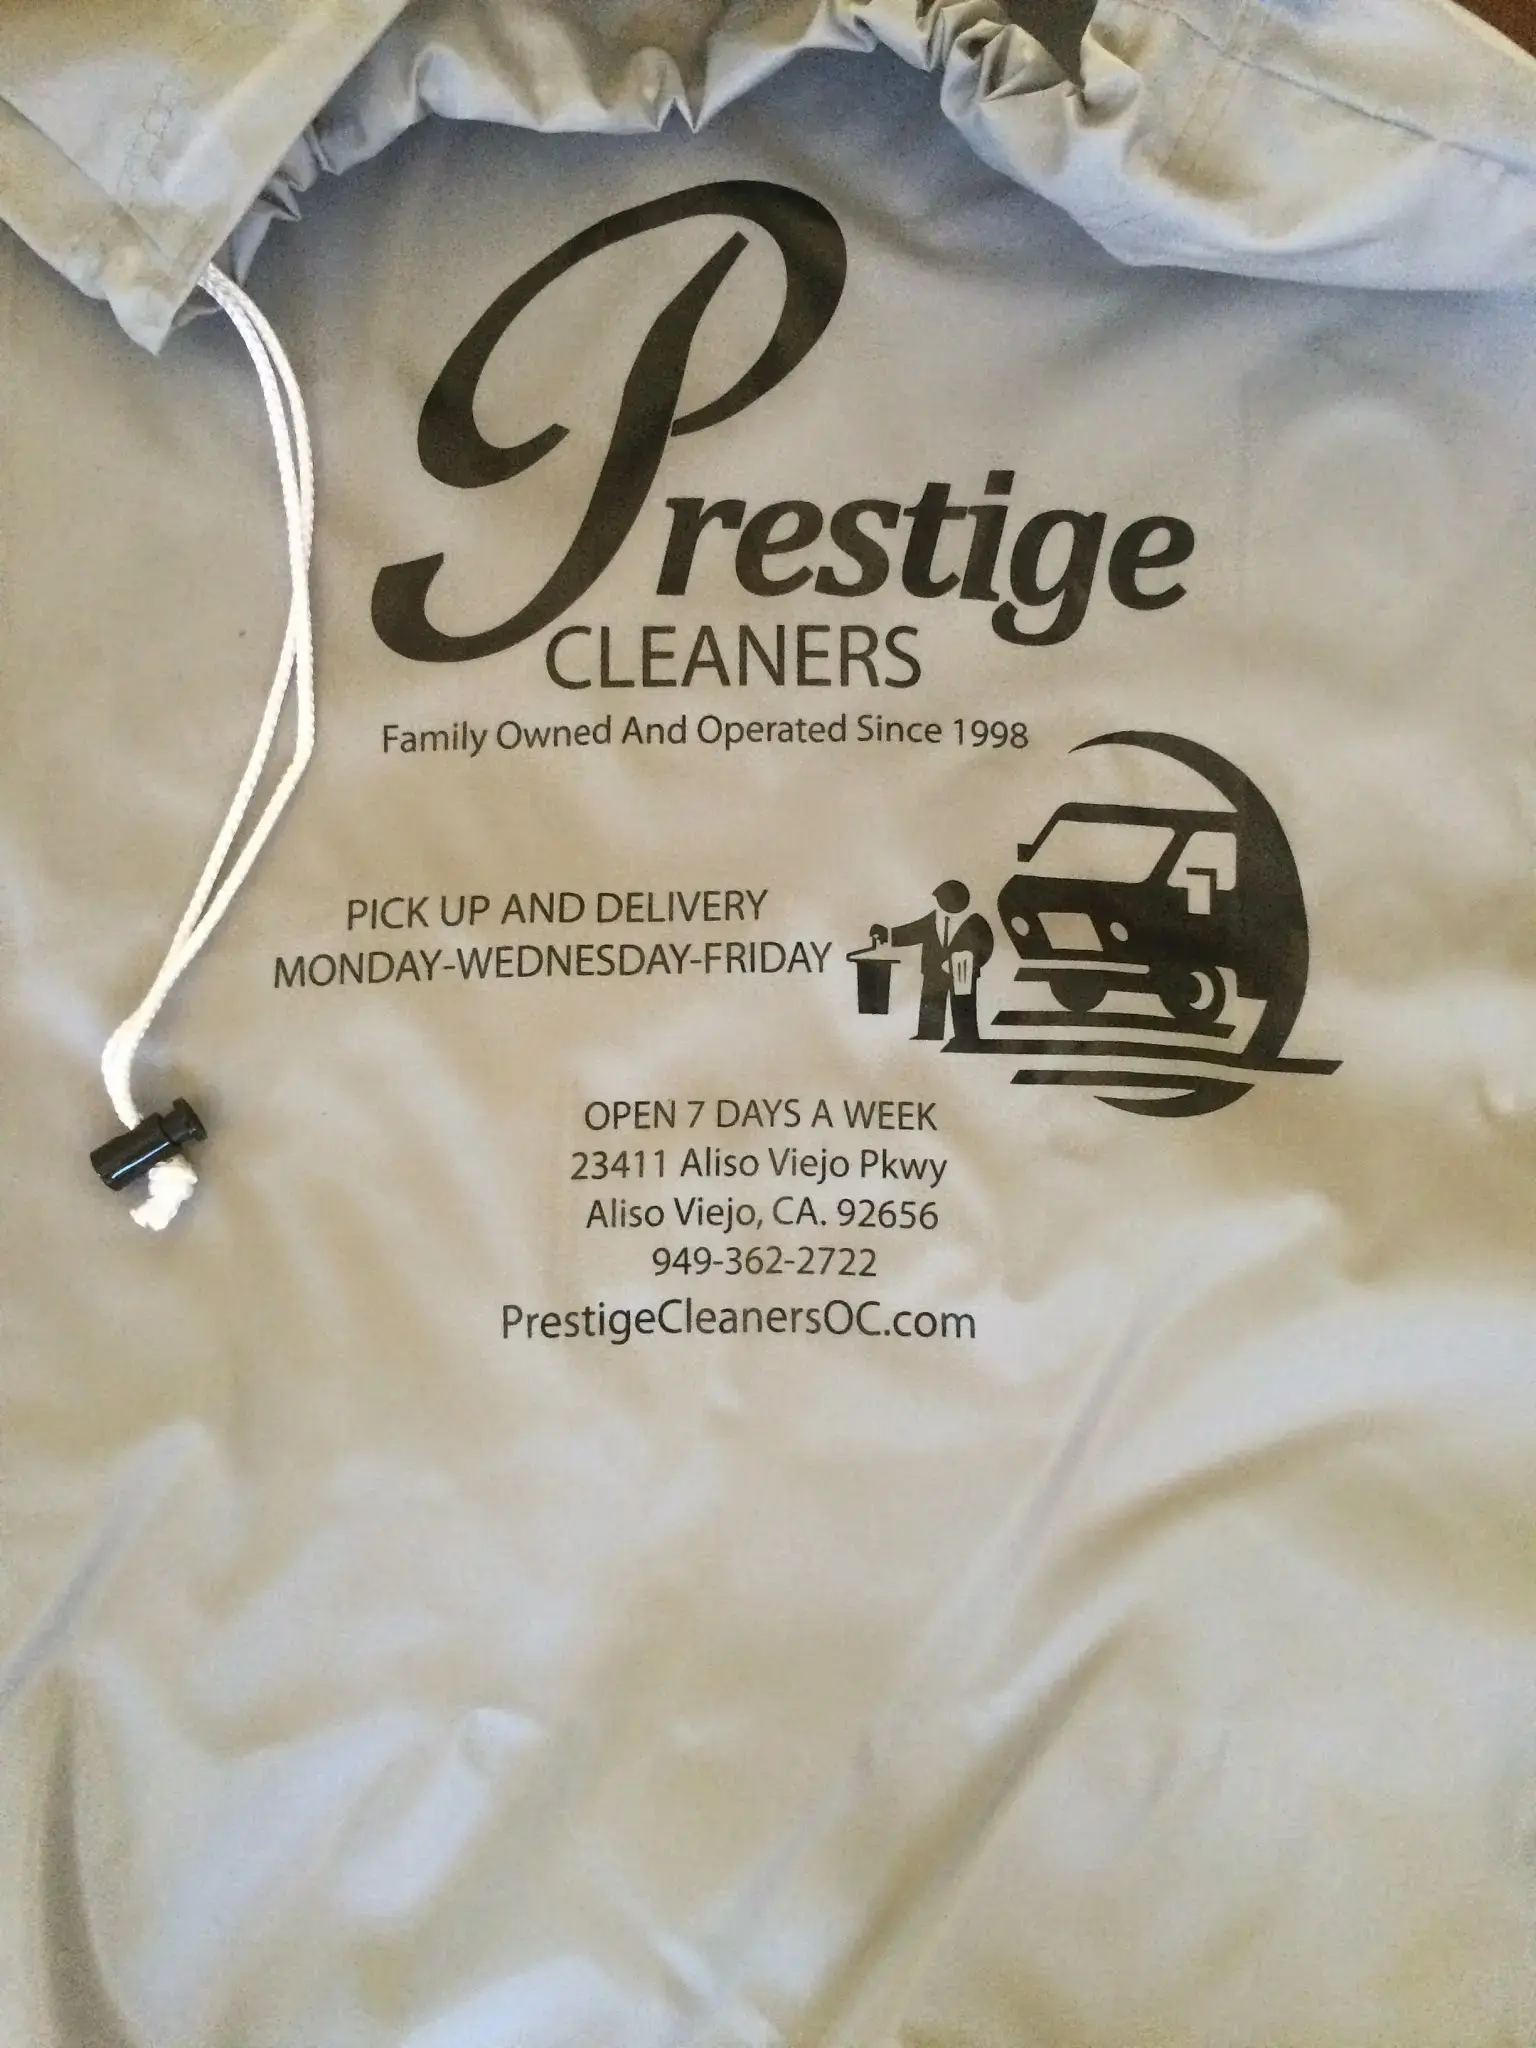 Prestige
CLEANERS
Family Owned And Operated Since 1998
PICK UP AND DELIVERY
MONDAY-WEDNESDAY-FRIDAY
OPEN 7 DAYS A WEEK
23411 Aliso Viejo Pkwy
Aliso Viejo, CA. 92656
949-362-2722
PrestigeCleanersOC.com